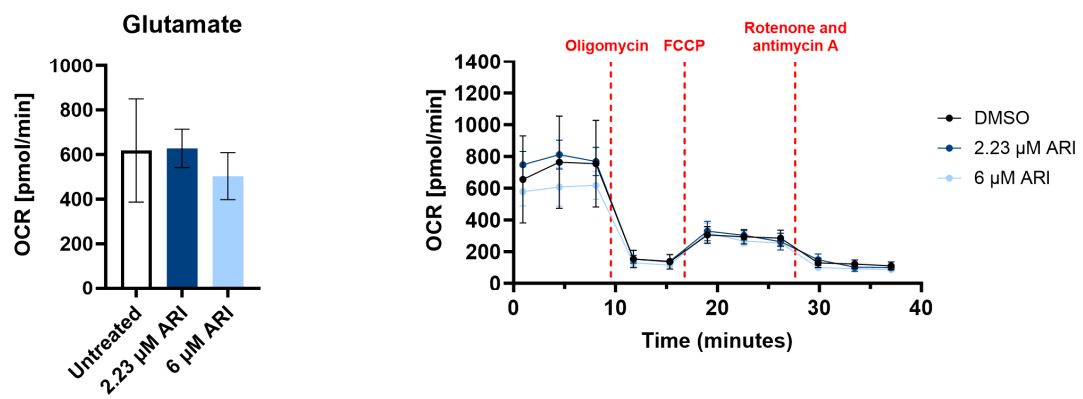 Glutamate
OCR [pmol/min]
1000
800
600
400
200
0
Untreated
2.23 µM ARI
6 µM ARI
Oligomycin
FCCP
Rotenone and
antimycin A
OCR [pmol/min]
1400
1200
1000
800
600
400
200
0
0
10
20
30
40
Time (minutes)
DMSO
2.23 µM ARI
6 µM ARI